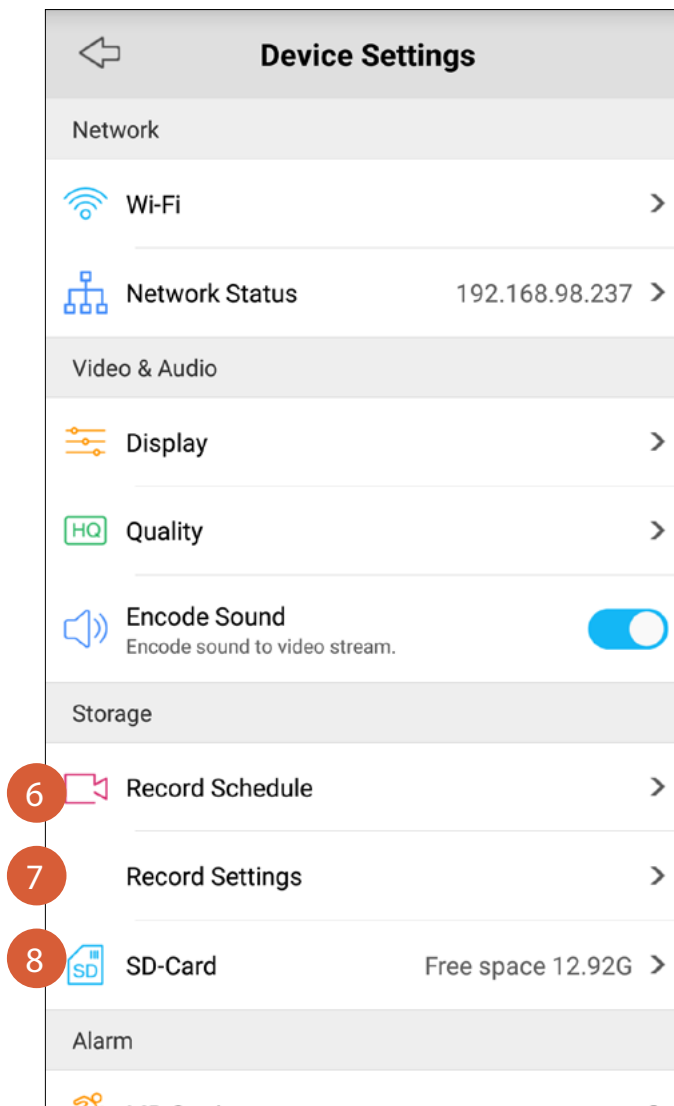 Device Settings
Network
Wi-Fi
Network Status 192.168.98.237
Video & Audio
Display
HQ Quality
Encode Sound
Encode sound to video stream.
Storage
6 Record Schedule
7 Record Settings
8 SD SD-Card Free space 12.92G
Alarm